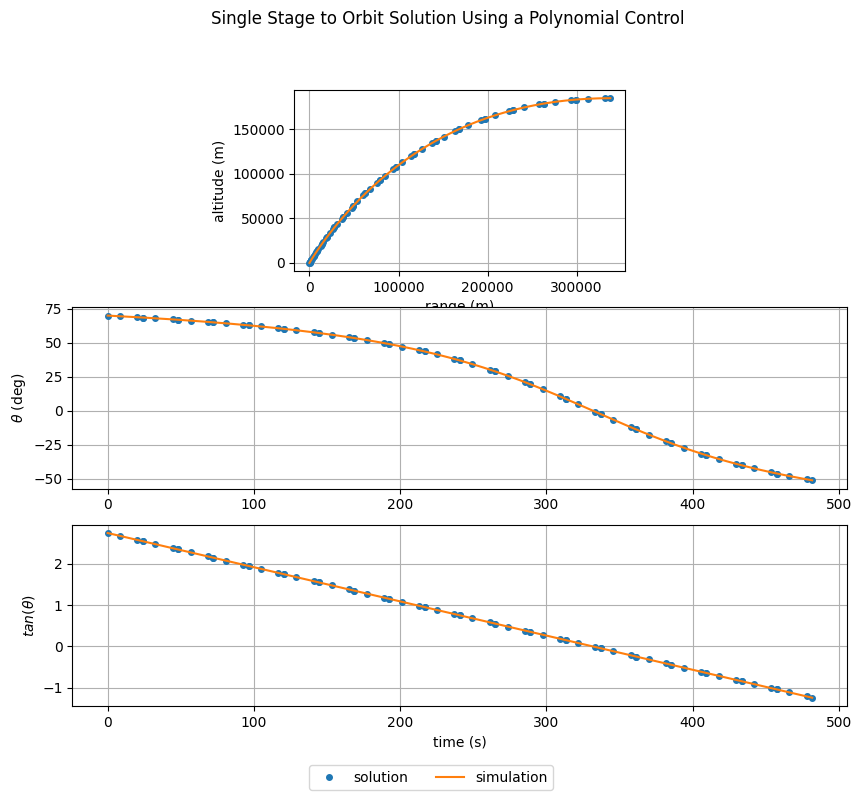 Single Stage to Orbit Solution Using a Polynomial Control
altitude (m)
150000
100000
50000
0
0 100000 200000 300000
range (m)
θ (deg)
75
50
25
0
−25
−50
0 100 200 300 400 500
tan(θ)
2
1
0
−1
0 100 200 300 400 500
time (s)
solution simulation